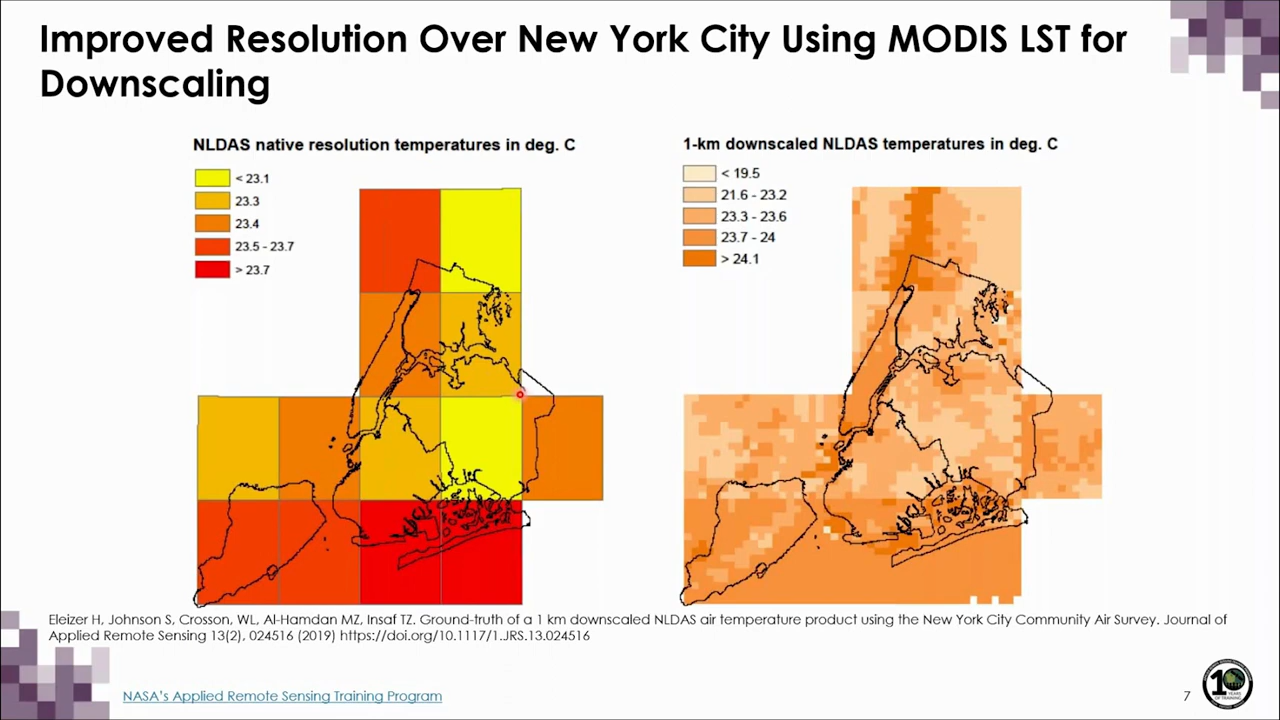 Improved Resolution Over New York City Using MODIS LST for
Downscaling
NLDAS native resolution temperatures in deg. C
< 23.1
23.3
23.4
23.5 - 23.7
> 23.7
1-km downscaled NLDAS temperatures in deg. C
< 19.5
21.6 - 23.2
23.3 - 23.6
23.7 - 24
> 24.1
Eleizer H, Johnson S, Crosson, WL, Al-Hamdan MZ, Insaf TZ. Ground-truth of a 1 km downscaled NLDAS air temperature product using the New York City Community Air Survey. Journal of
Applied Remote Sensing 13(2), 024516 (2019) https://doi.org/10.1117/1.JRS.13.024516
NASA's Applied Remote Sensing Training Program
7
10
YEARS
OF TRAINING